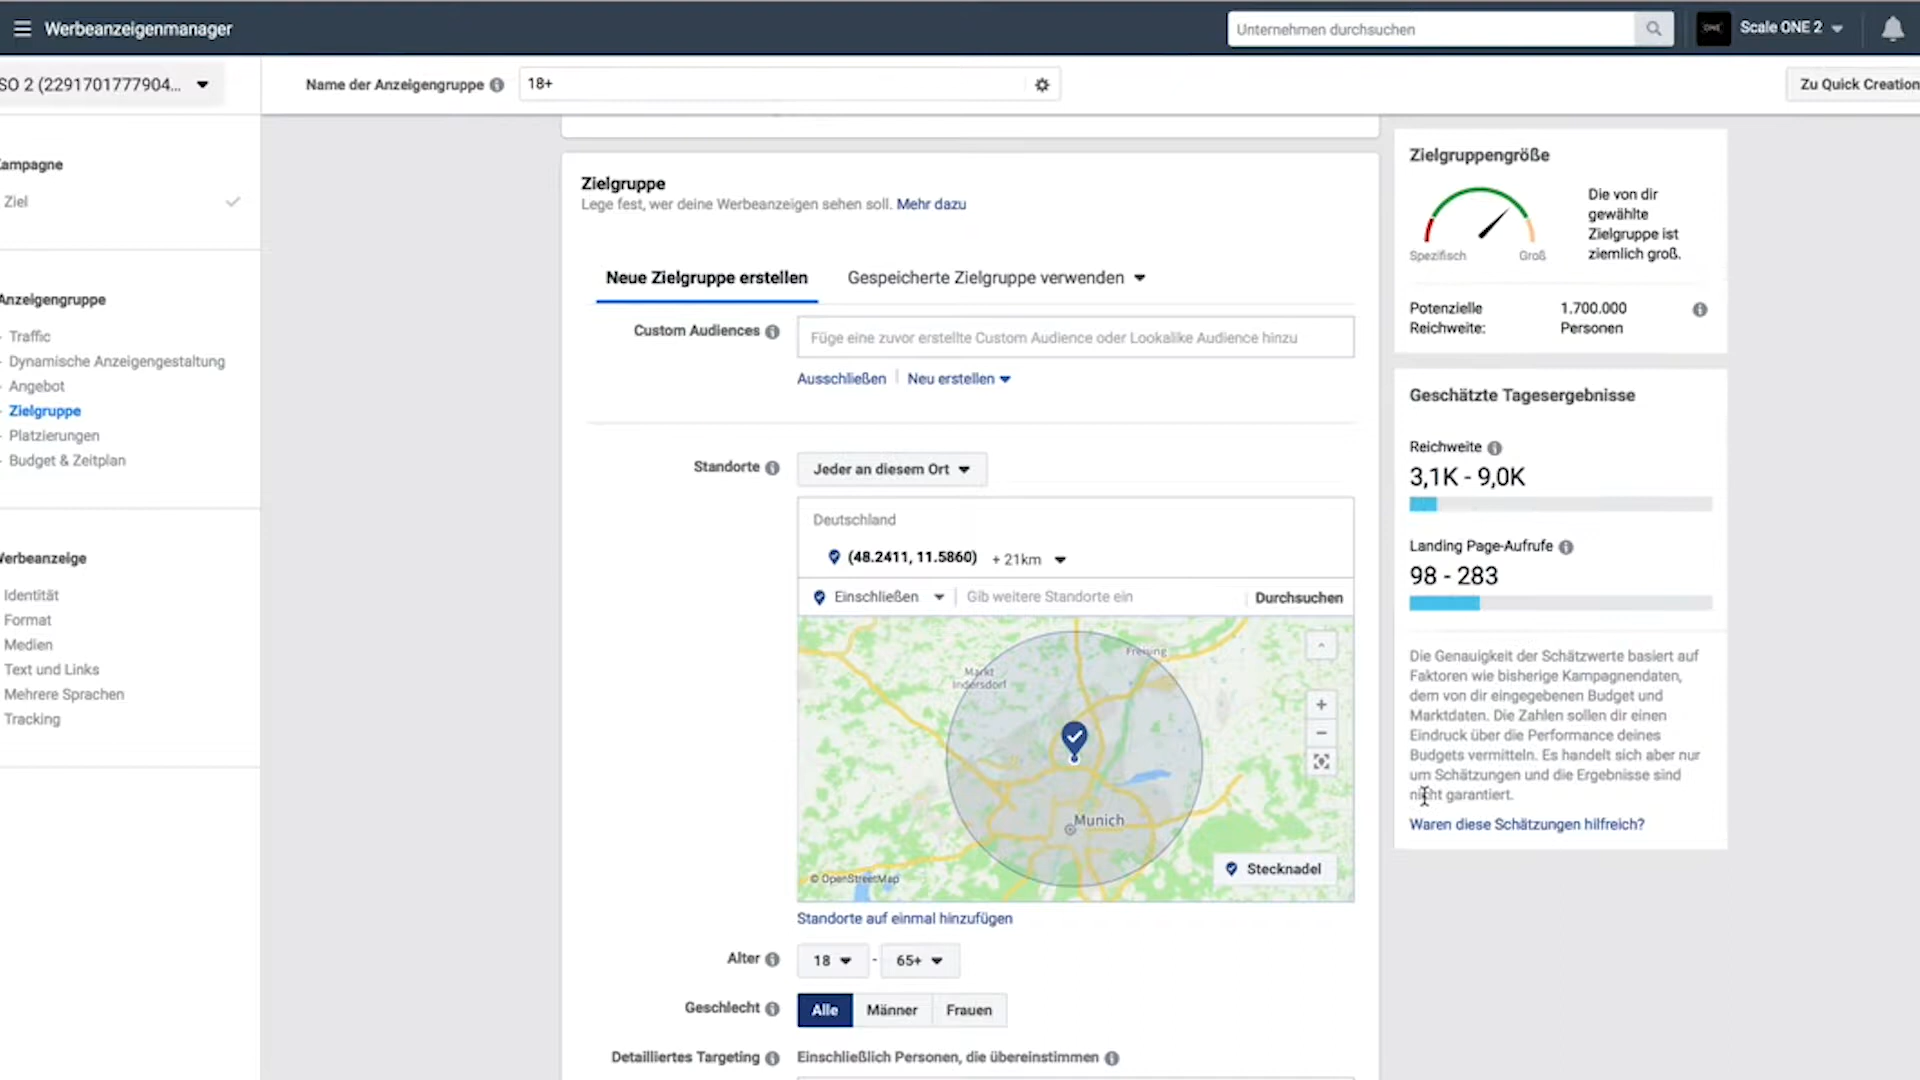 Werbeanzeigenmanager
Unternehmen durchsuchen
Scale ONE 2
SO 2 (2291701777904...
Name der Anzeigengruppe
18+
Zu Quick Creation
Kampagne
Ziel
Anzeigengruppe
Traffic
Dynamische Anzeigengestaltung
Angebot
Zielgruppe
Platzierungen
Budget & Zeitplan
Werbeanzeige
Identität
Format
Medien
Text und Links
Mehrere Sprachen
Tracking
Zielgruppe
Lege fest, wer deine Werbeanzeigen sehen soll. Mehr dazu
Neue Zielgruppe erstellen
Gespeicherte Zielgruppe verwenden
Custom Audiences
Füge eine zuvor erstellte Custom Audience oder Lookalike Audience hinzu
Ausschließen
Neu erstellen
Standorte
Jeder an diesem Ort
Deutschland
(48.2411, 11.5860) + 21km
Einschließen
Gib weitere Standorte ein
Durchsuchen
Freising
Markt
Indersdorf
Munich
© OpenStreetMap
Stecknadel
Standorte auf einmal hinzufügen
Alter
18 - 65+
Geschlecht
Alle
Männer
Frauen
Detailliertes Targeting
Einschließlich Personen, die übereinstimmen
Zielgruppengröße
Spezifisch
Groß
Die von dir
gewählte
Zielgruppe ist
ziemlich groß.
Potenzielle
Reichweite:
1.700.000
Personen
Geschätzte Tagesergebnisse
Reichweite
3,1K - 9,0K
Landing Page-Aufrufe
98 - 283
Die Genauigkeit der Schätzwerte basiert auf
Faktoren wie bisherige Kampagnendaten,
dem von dir eingegebenen Budget und
Marktdaten. Die Zahlen sollen dir einen
Eindruck über die Performance deines
Budgets vermitteln. Es handelt sich aber nur
um Schätzungen und die Ergebnisse sind
nicht garantiert.
Waren diese Schätzungen hilfreich?